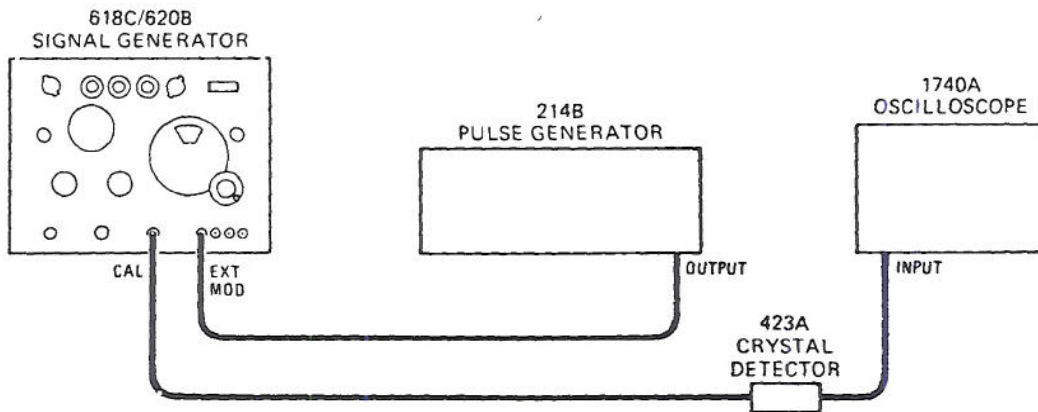 618C/620B
SIGNAL GENERATOR
214B
PULSE GENERATOR
1740A
OSCILLOSCOPE
CAL
EXT
MOD
OUTPUT
INPUT
423A
CRYSTAL
DETECTOR